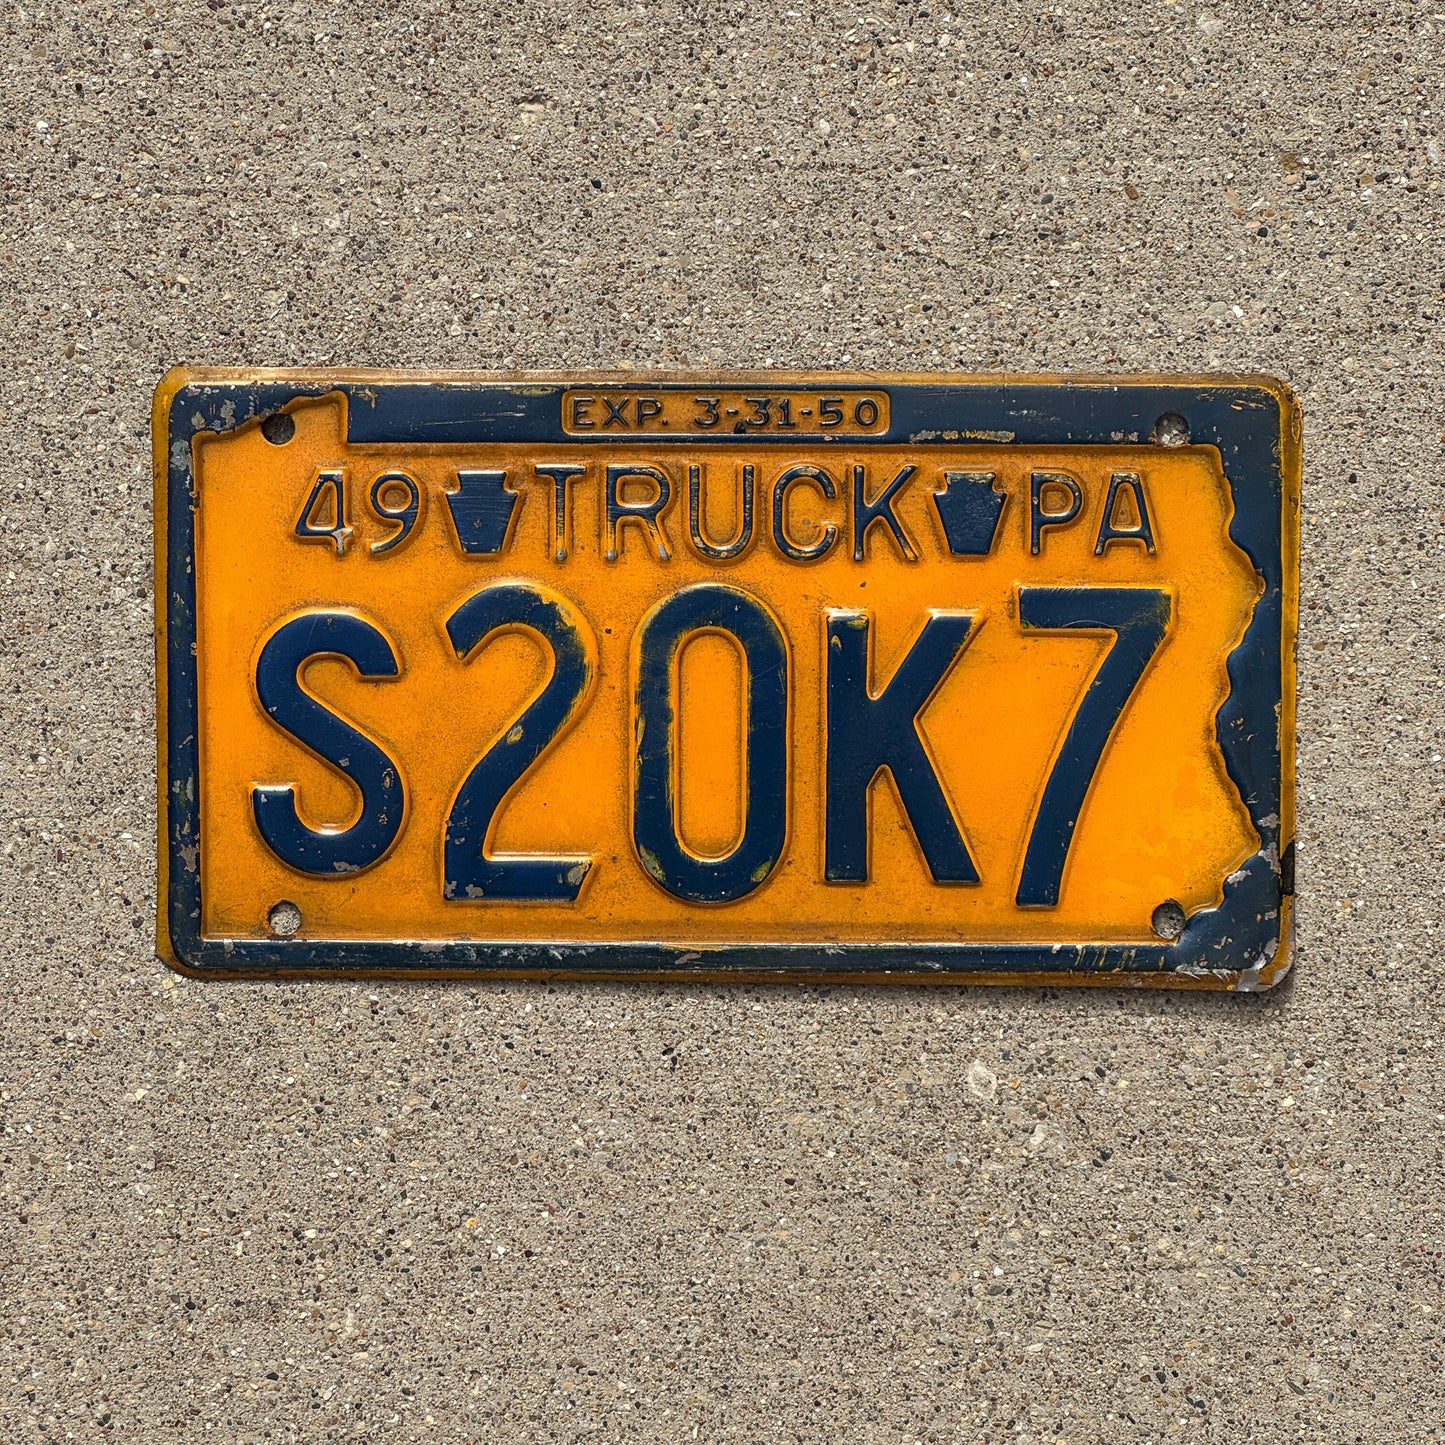 EXP. 3-31-50
49 TRUCK PA
S20K7